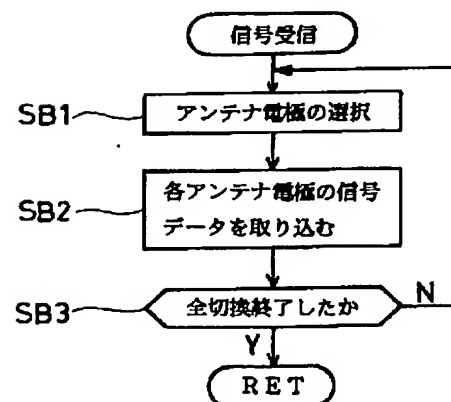 信号受信
SB1
アンテナ電極の選択
SB2
各アンテナ電極の信号
データを取り込む
SB3
全切換終了したか
N
Y
RET